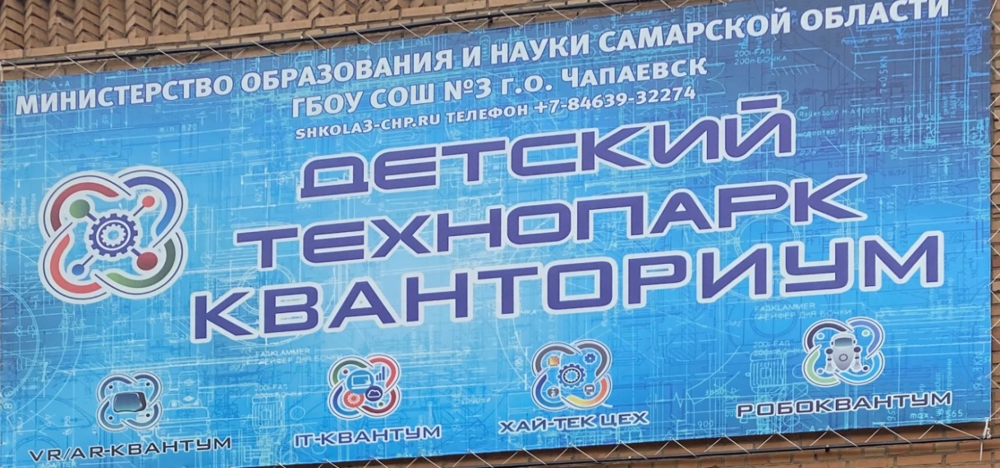 МИНИСТЕРСТВО ОБРАЗОВАНИЯ И НАУКИ САМАРСКОЙ ОБЛАСТИ
ГБОУ СОШ №3 г.о. Чапаевск
SHKOLA3-CHP.RU ТЕЛЕФОН +7-84639-32274
ДЕТСКИЙ
ТЕХНОПАРК
КВАНТОРИУМ
VR/AR-КВАНТУМ
IT-КВАНТУМ
ХАЙ-ТЕК ЦЕХ
РОБОКВАНТУМ